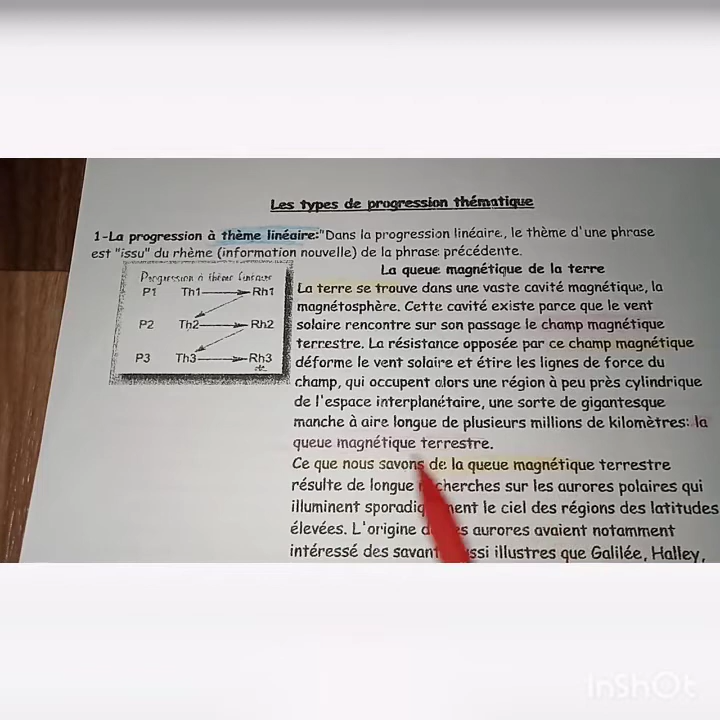 Les types de progression thématique
1-La progression à thème linéaire:"Dans la progression linéaire, le thème d'une phrase
est "issu" du rhème (information nouvelle) de la phrase précédente.
Progression à thème linéaire
P1 Th1 Rh1
P2 Th2 Rh2
P3 Th3 Rh3
La queue magnétique de la terre
La terre se trouve dans une vaste cavité magnétique, la
magnétosphère. Cette cavité existe parce que le vent
solaire rencontre sur son passage le champ magnétique
terrestre. La résistance opposée par ce champ magnétique
déforme le vent solaire et étire les lignes de force du
champ, qui occupent alors une région à peu près cylindrique
de l'espace interplanétaire, une sorte de gigantesque
manche à aire longue de plusieurs millions de kilomètres: la
queue magnétique terrestre.
Ce que nous savons de la queue magnétique terrestre
résulte de longue cherches sur les aurores polaires qui
illuminent le ciel des régions des latitudes
élevées. L'origine aurores avaient notamment
intéressé des illustres que Galilée, Halley,
InShOt